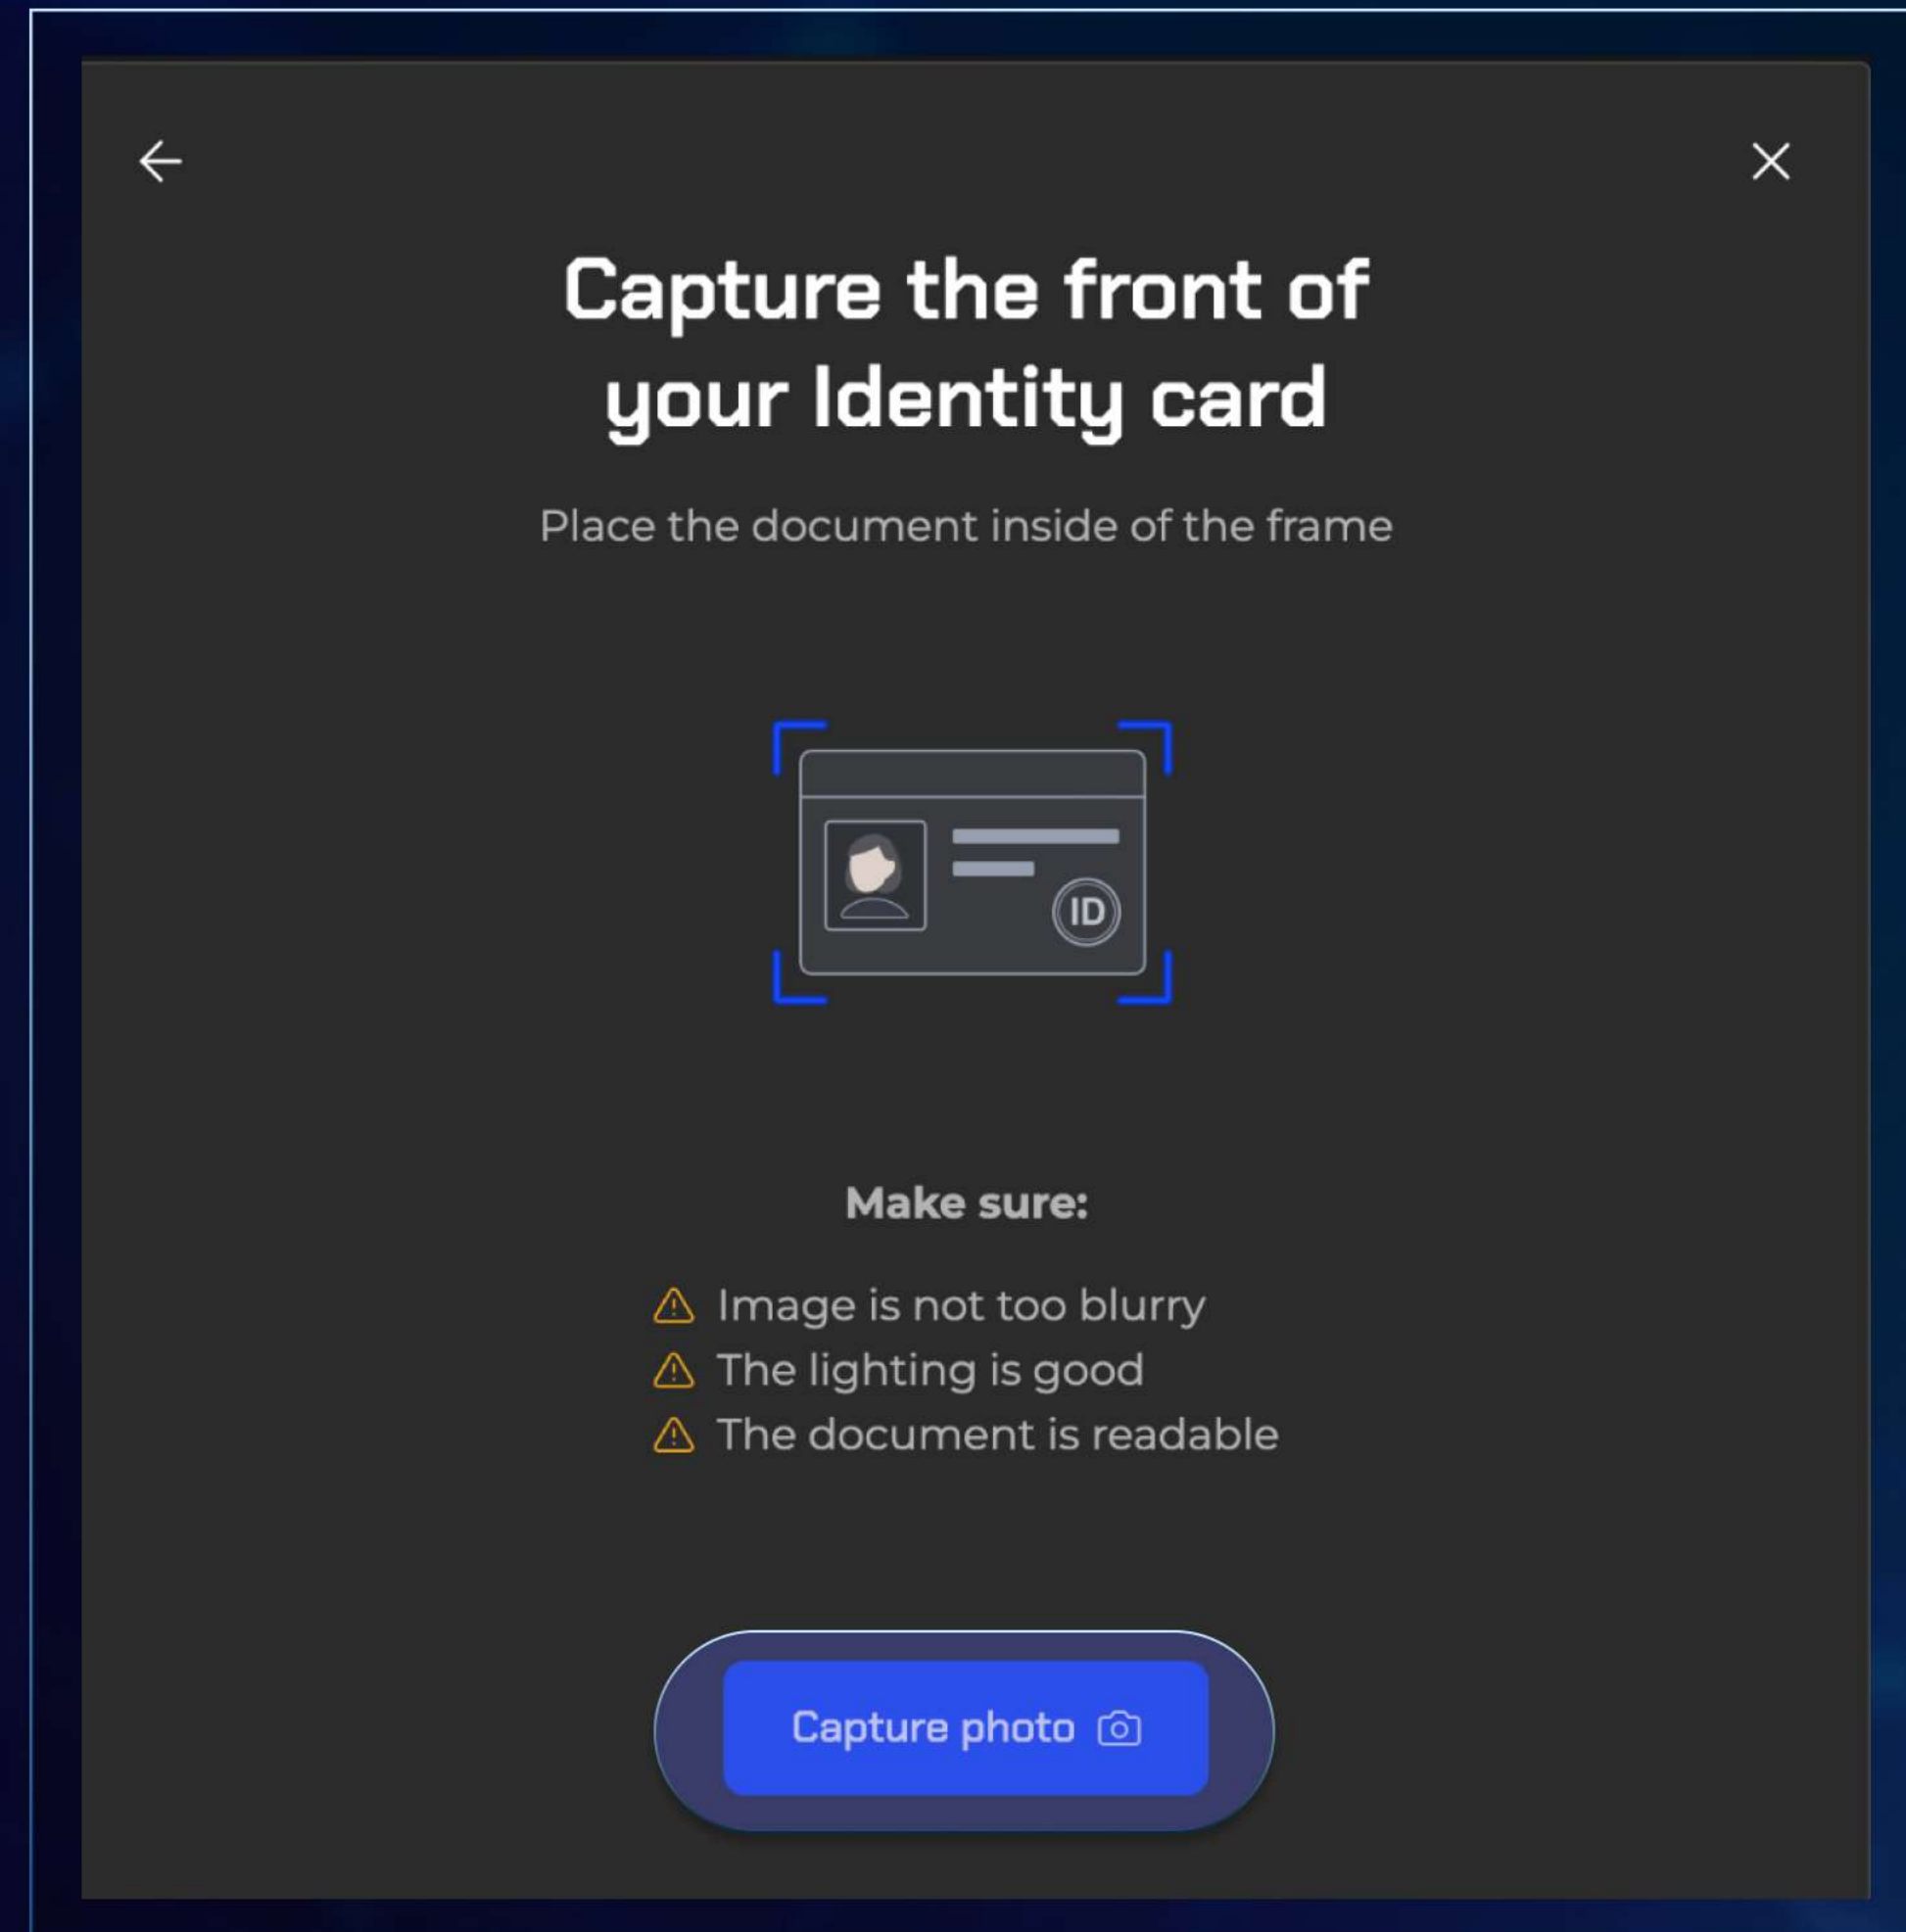 Capture the front of
your Identity card
Place the document inside of the frame
ID
Make sure:
Image is not too blurry
The lighting is good
The document is readable
Capture photo